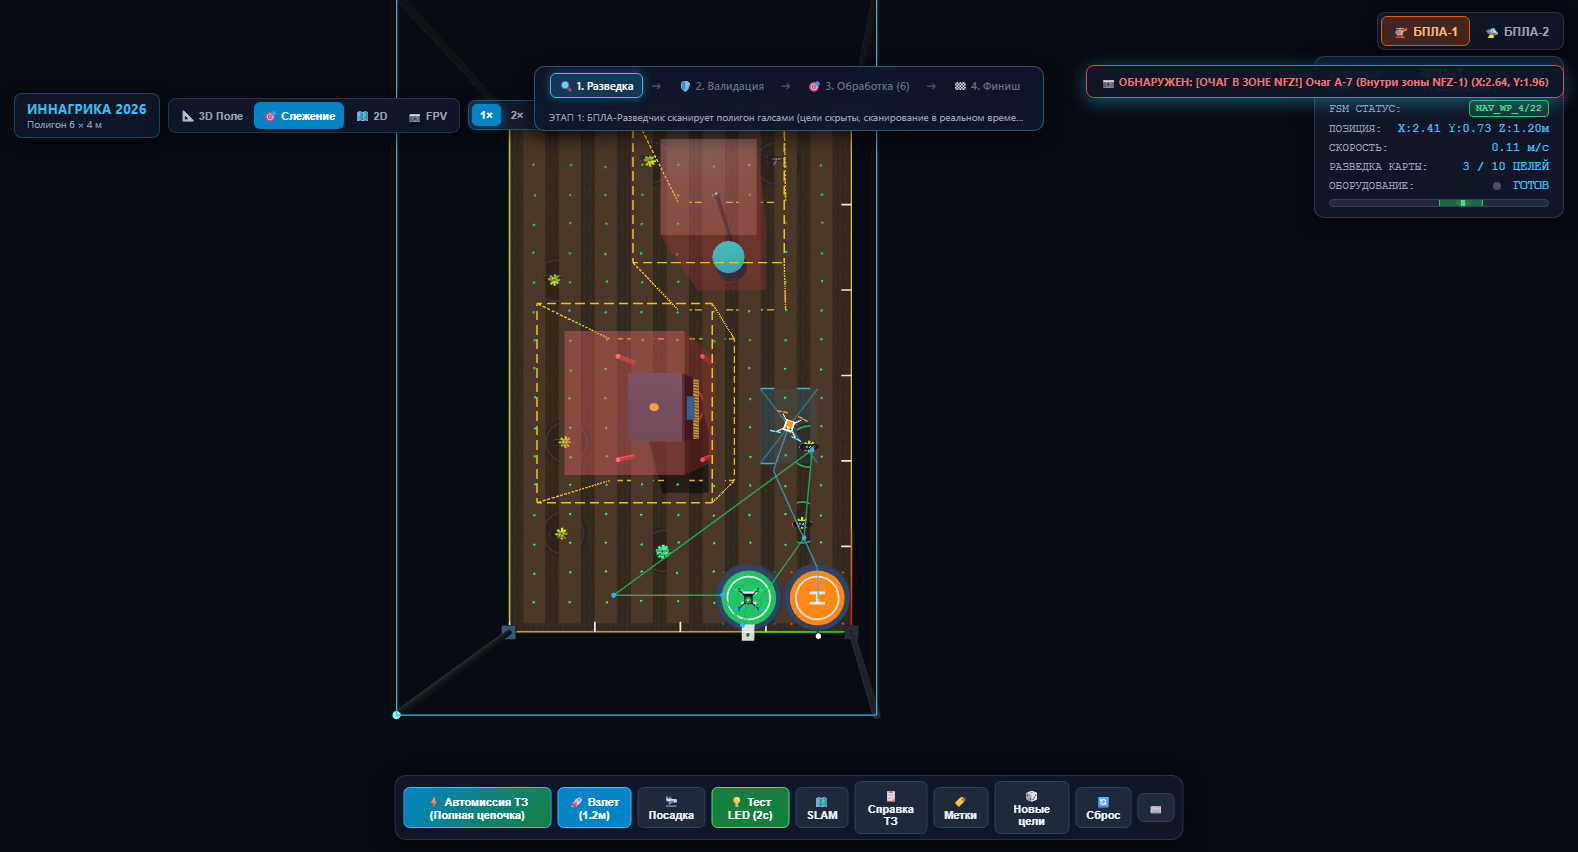 БПЛА-1
БПЛА-2
ОБНАРУЖЕН: [ОЧАГ В ЗОНЕ NFZ!] Очаг A-7 (Внутри зоны NFZ-1) (X:2.64, Y:1.96)
1. Разведка → 2. Валидация → 3. Обработка (6) → 4. Финиш
ЭТАП 1: БПЛА-Разведчик сканирует полигон галсами (цели скрыты, сканирование в реальном време...
ИННАГРИКА 2026
Полигон 6 × 4 м
3D Поле
Слежение
2D
FPV
1×
2×
FSM СТАТУС: NAV_WP_4/22
ПОЗИЦИЯ: X:2.41 Y:0.73 Z:1.20м
СКОРОСТЬ: 0.11 м/с
РАЗВЕДКА КАРТЫ: 3 / 10 ЦЕЛЕЙ
ОБОРУДОВАНИЕ: ГОТОВ
H
Автомиссия ТЗ
(Полная цепочка)
Взлет
(1.2м)
Посадка
Тест
LED (2с)
SLAM
Справка
ТЗ
Метки
Новые
цели
Сброс